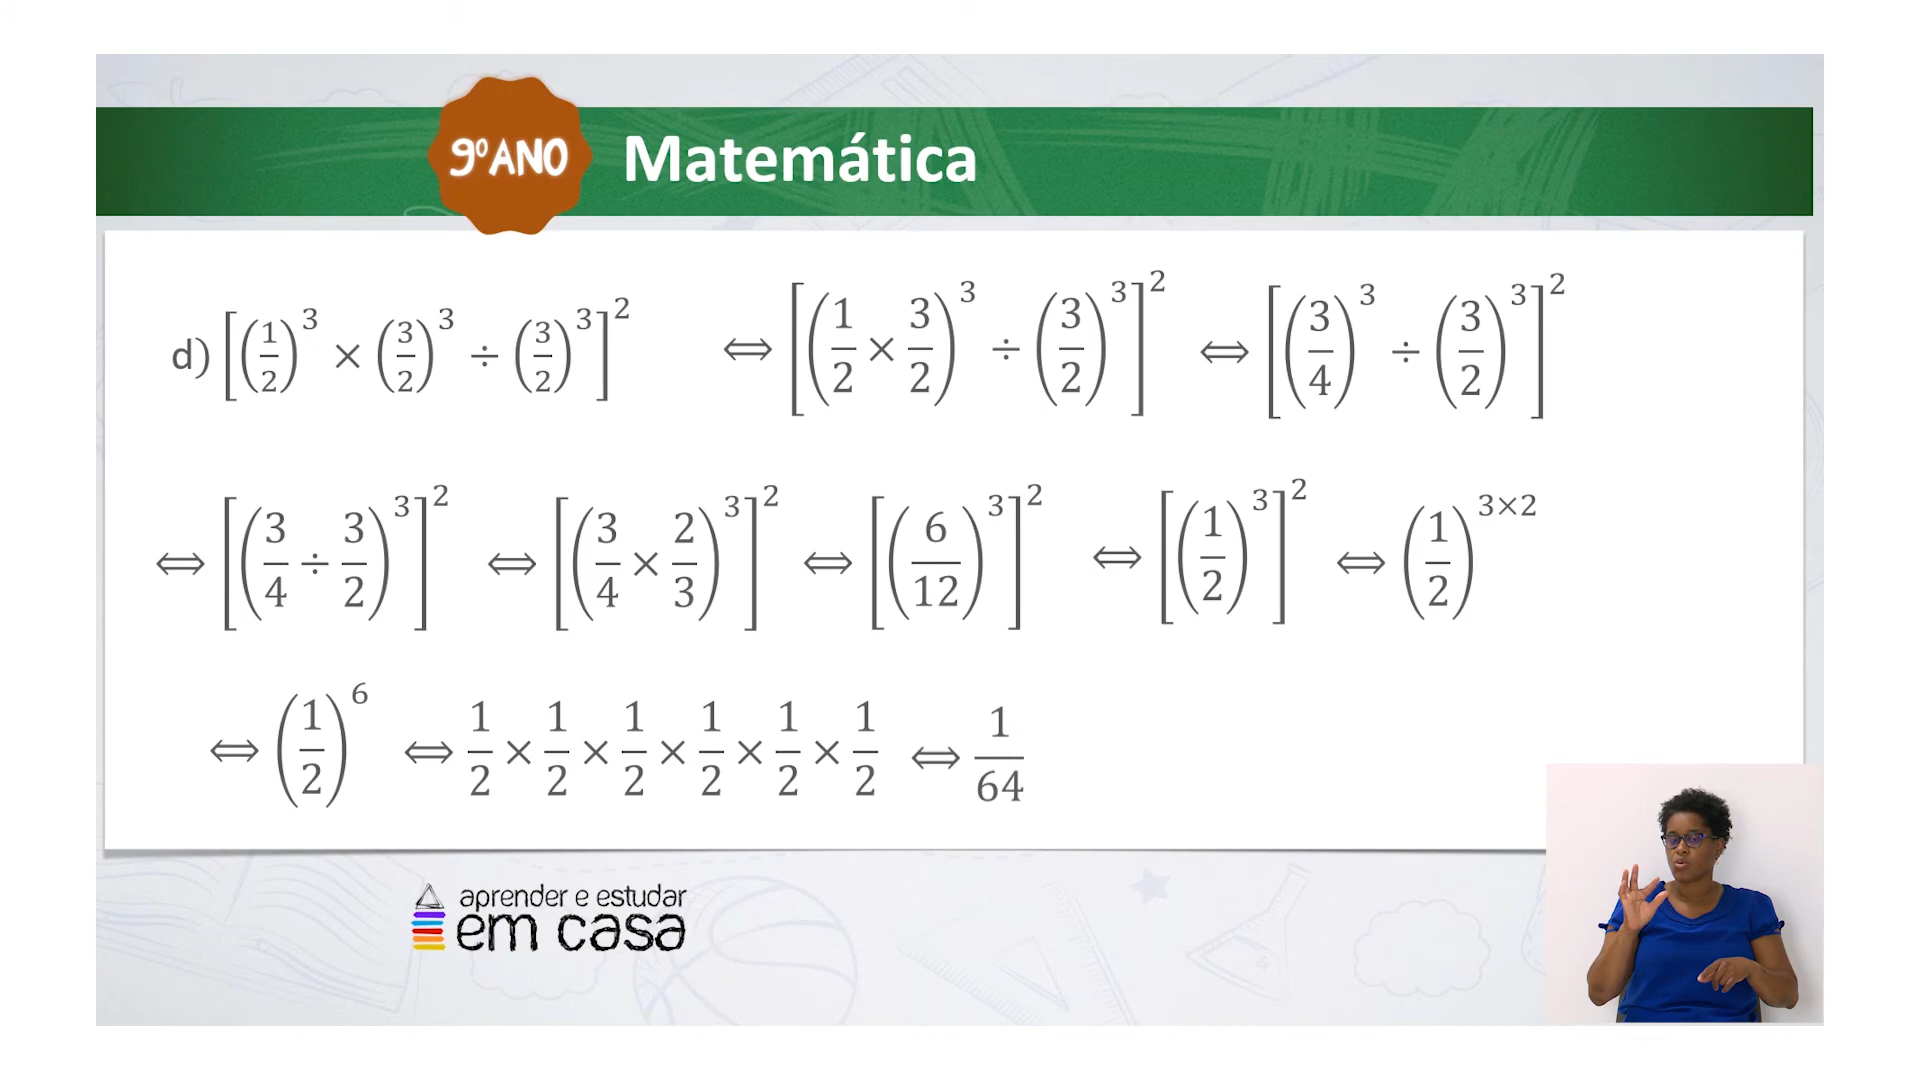 9º ANO Matemática
d) [(1/2)³ × (3/2)³ ÷ (3/2)³]² ⟺ [(1/2 × 3/2)³ ÷ (3/2)³]² ⟺ [(3/4)³ ÷ (3/2)³]²
⟺ [(3/4 ÷ 3/2)³]² ⟺ [(3/4 × 2/3)³]² ⟺ [(6/12)³]² ⟺ [(1/2)³]² ⟺ (1/2)^(3×2)
⟺ (1/2)⁶ ⟺ 1/2 × 1/2 × 1/2 × 1/2 × 1/2 × 1/2 ⟺ 1/64
aprender e estudar
em casa